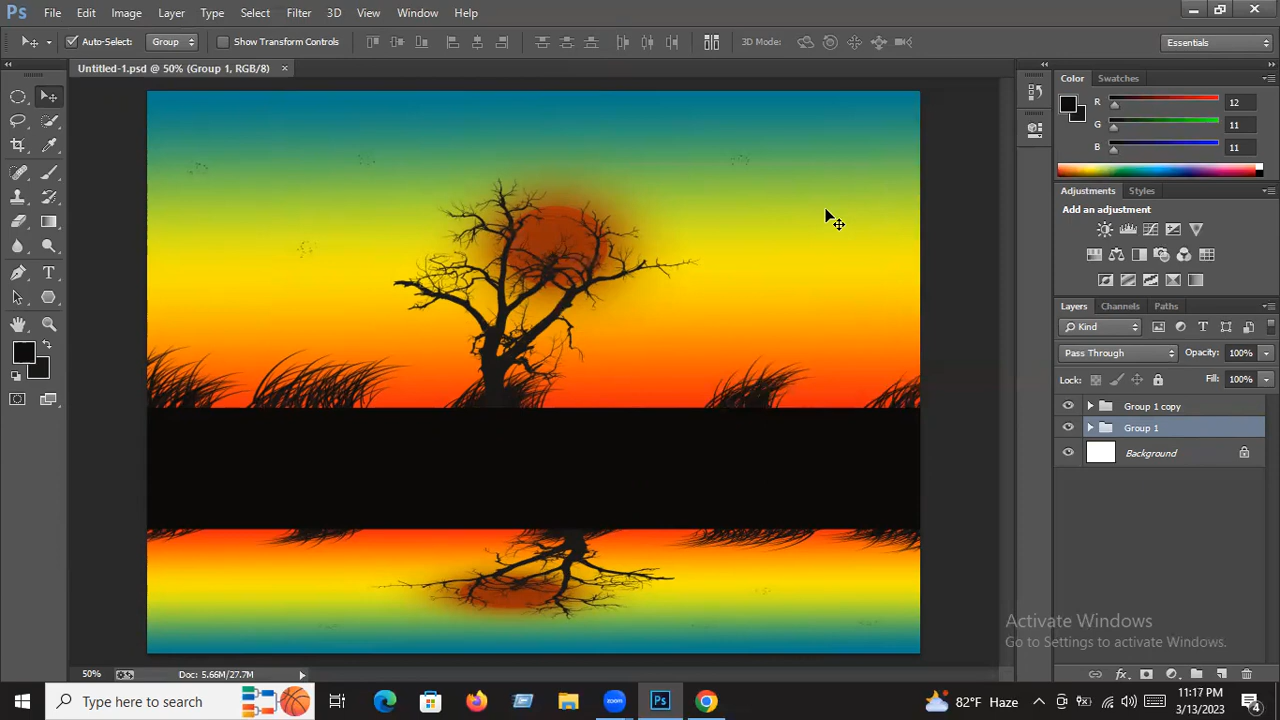 Ps File Edit Image Layer Type Select Filter 3D View Window Help
Auto-Select: Group Show Transform Controls 3D Mode: Essentials
Untitled-1.psd @ 50% (Group 1, RGB/8) ×
Color Swatches
R 12
G 11
B 11
Adjustments Styles
Add an adjustment
Layers Channels Paths
Kind
Pass Through Opacity: 100%
Lock: Fill: 100%
Group 1 copy
Group 1
Background
Activate Windows
Go to Settings to activate Windows.
50% Doc: 5.66M/27.7M
fx
Type here to search zoom Ps 82°F Haze 11:17 PM
3/13/2023 4